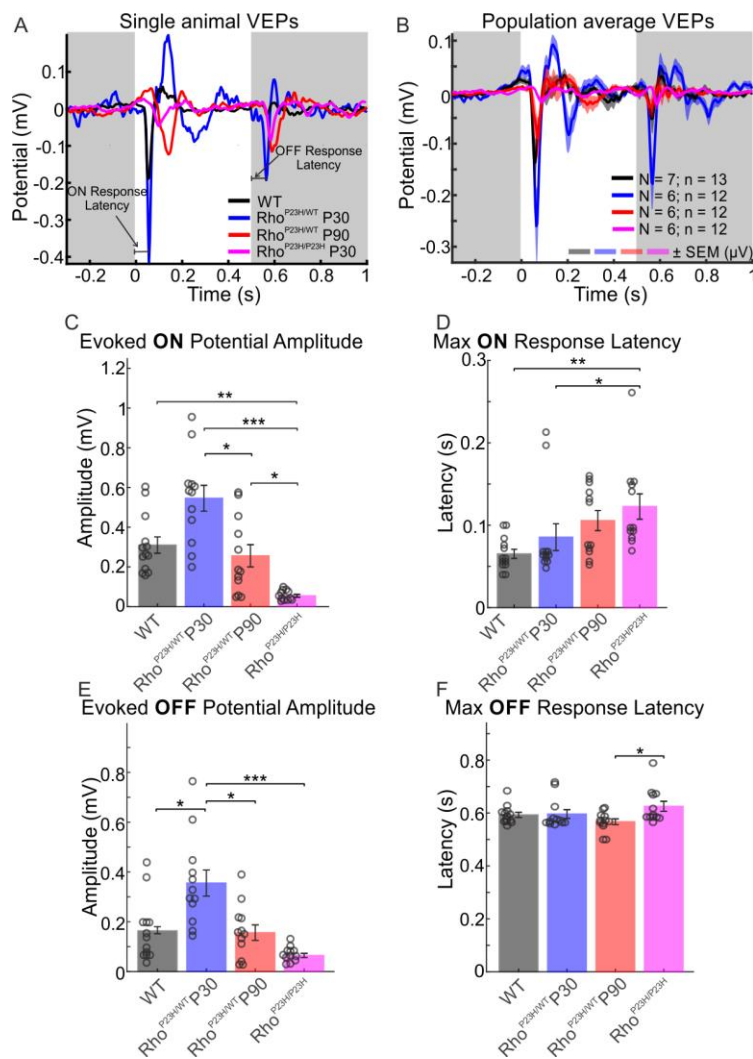 A Single animal VEPs
Potential (mV)
0.1
0
-0.1
-0.2
-0.3
-0.4
ON Response
Latency
OFF Response
Latency
WT
Rho P23H/WT P30
Rho P23H/WT P90
Rho P23H/P23H P30
-0.2 0 0.2 0.4 0.6 0.8 1
Time (s)
B Population average VEPs
Potential (mV)
0.1
0
-0.1
-0.2
-0.3
N = 7; n = 13
N = 6; n = 12
N = 6; n = 12
N = 6; n = 12
± SEM (µV)
-0.2 0 0.2 0.4 0.6 0.8 1
Time (s)
C
Evoked ON Potential Amplitude
Amplitude (mV)
1.2
1
0.8
0.6
0.4
0.2
0
**
***
*
*
WT
Rho P23H/WT P30
Rho P23H/WT P90
Rho P23H/P23H
D
Max ON Response Latency
Latency (s)
0.3
0.2
0.1
0
**
*
WT
Rho P23H/WT P30
Rho P23H/WT P90
Rho P23H/P23H
E
Evoked OFF Potential Amplitude
Amplitude (mV)
0.8
0.6
0.4
0.2
0
***
*
*
WT
Rho P23H/WT P30
Rho P23H/WT P90
Rho P23H/P23H
F
Max OFF Response Latency
Latency (s)
0.8
0.6
0.4
0.2
0
*
WT
Rho P23H/WT P30
Rho P23H/WT P90
Rho P23H/P23H